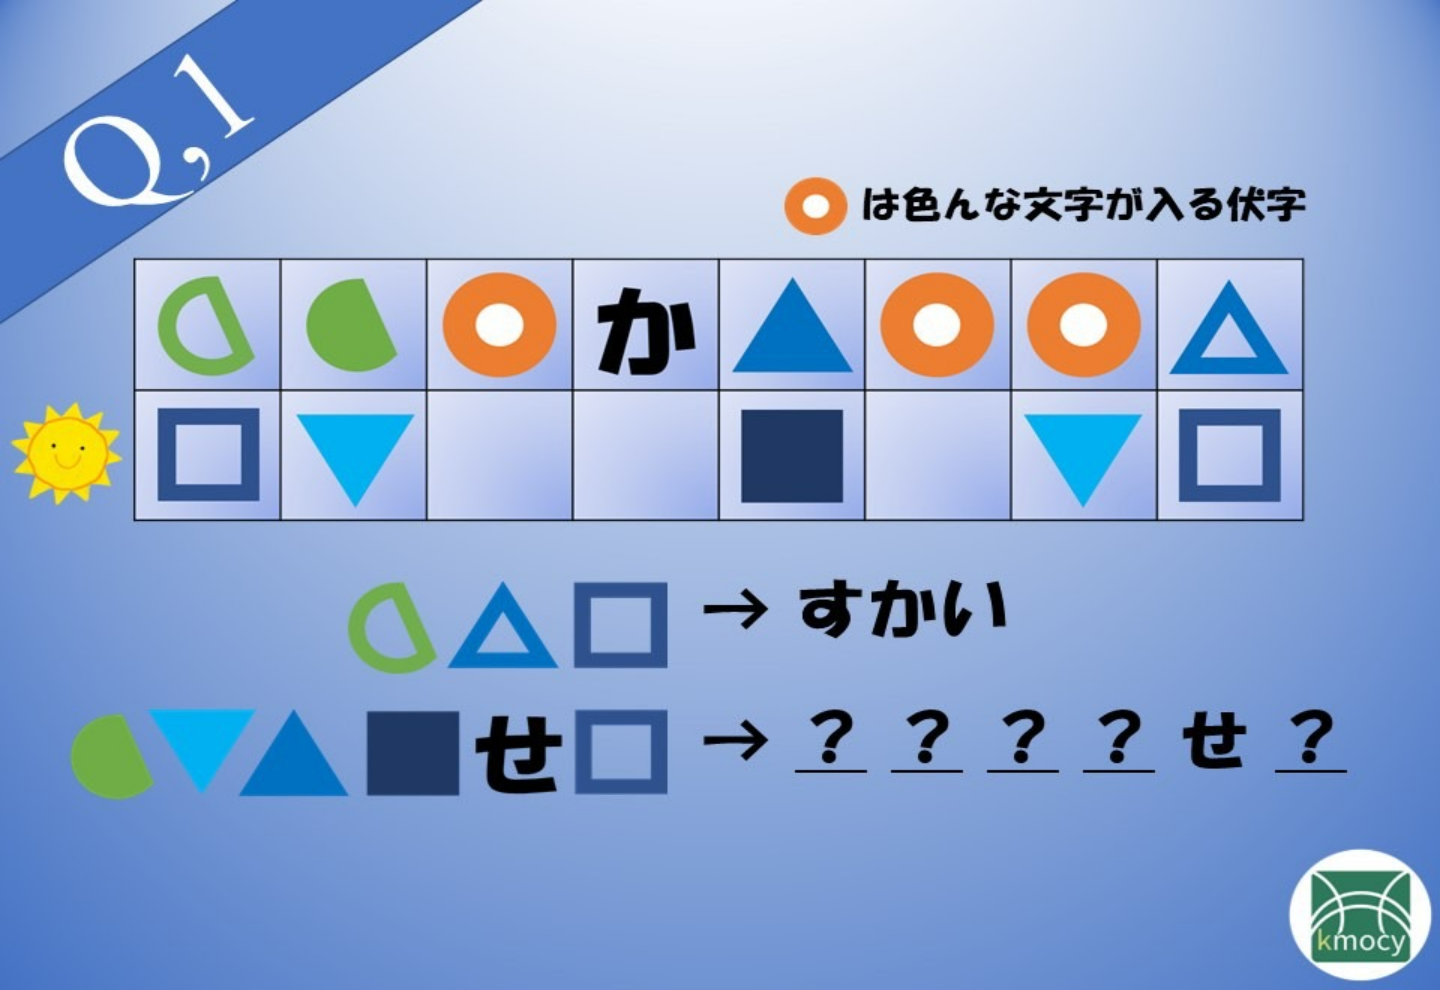 Q,1
は色んな文字が入る伏字
か
→ すかい
せ → ? ? ? ? せ ?
kmocy